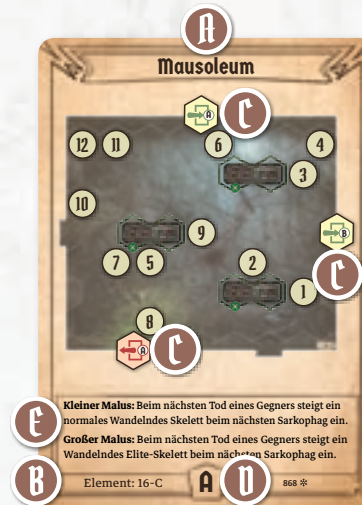 A
Mausoleum
A C
12 11 6 4
3
10
9 B
7 5 2 C
1
8
A C
E Kleiner Malus: Beim nächsten Tod eines Gegners steigt ein
normales Wandelndes Skelett beim nächsten Sarkophag ein.
Großer Malus: Beim nächsten Tod eines Gegners steigt ein
Wandelndes Elite-Skelett beim nächsten Sarkophag ein.
B Element: 16-C A D 868